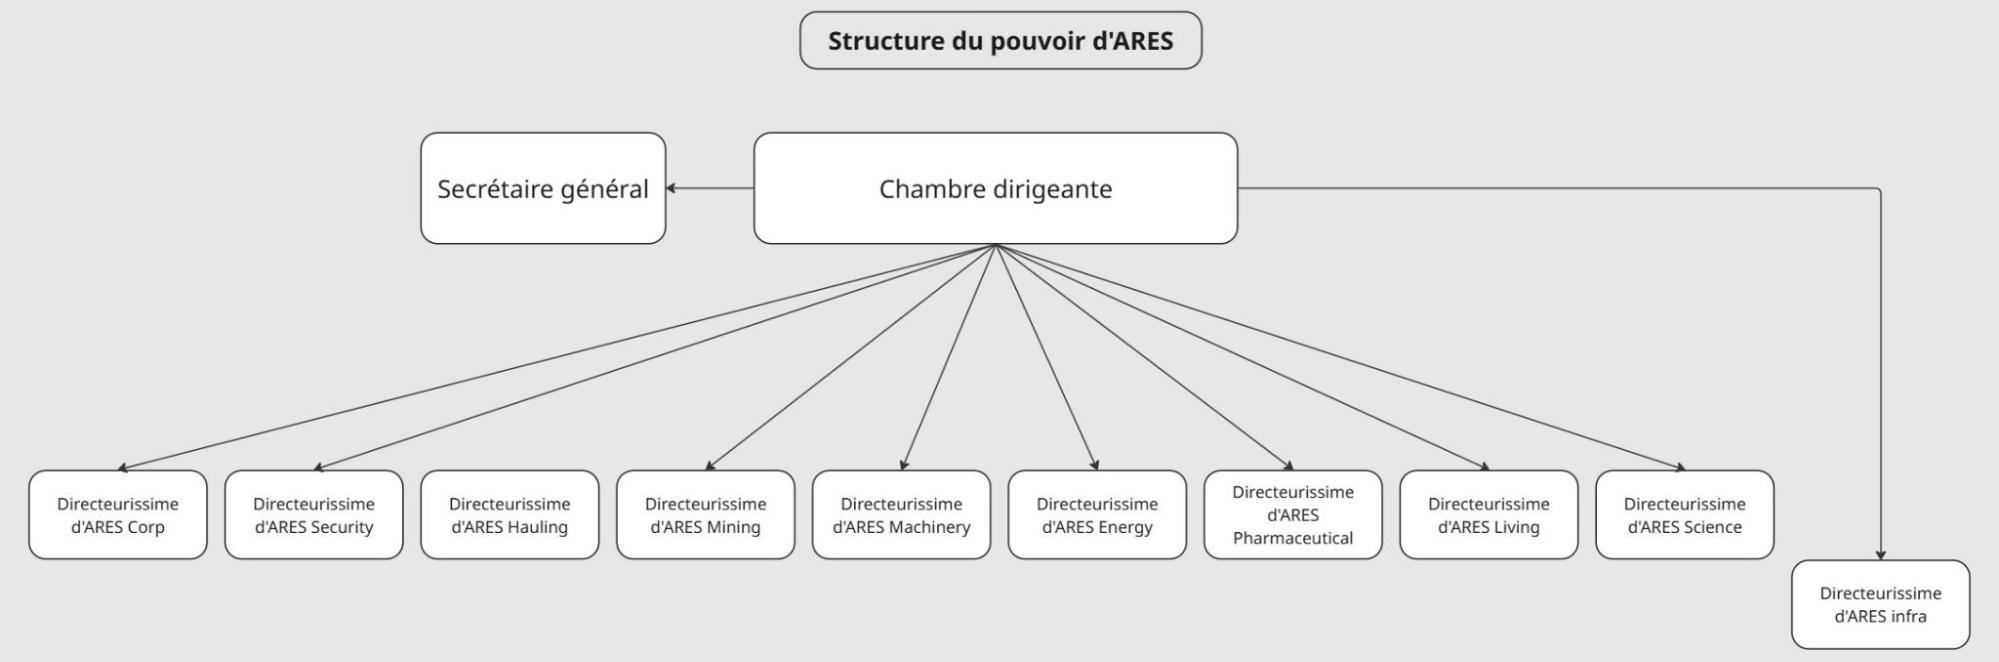 Structure du pouvoir d'ARES
Secrétaire général
Chambre dirigeante
Directeurissime
d'ARES Corp
Directeurissime
d'ARES Security
Directeurissime
d'ARES Hauling
Directeurissime
d'ARES Mining
Directeurissime
d'ARES Machinery
Directeurissime
d'ARES Energy
Directeurissime
d'ARES
Pharmaceutical
Directeurissime
d'ARES Living
Directeurissime
d'ARES Science
Directeurissime
d'ARES infra